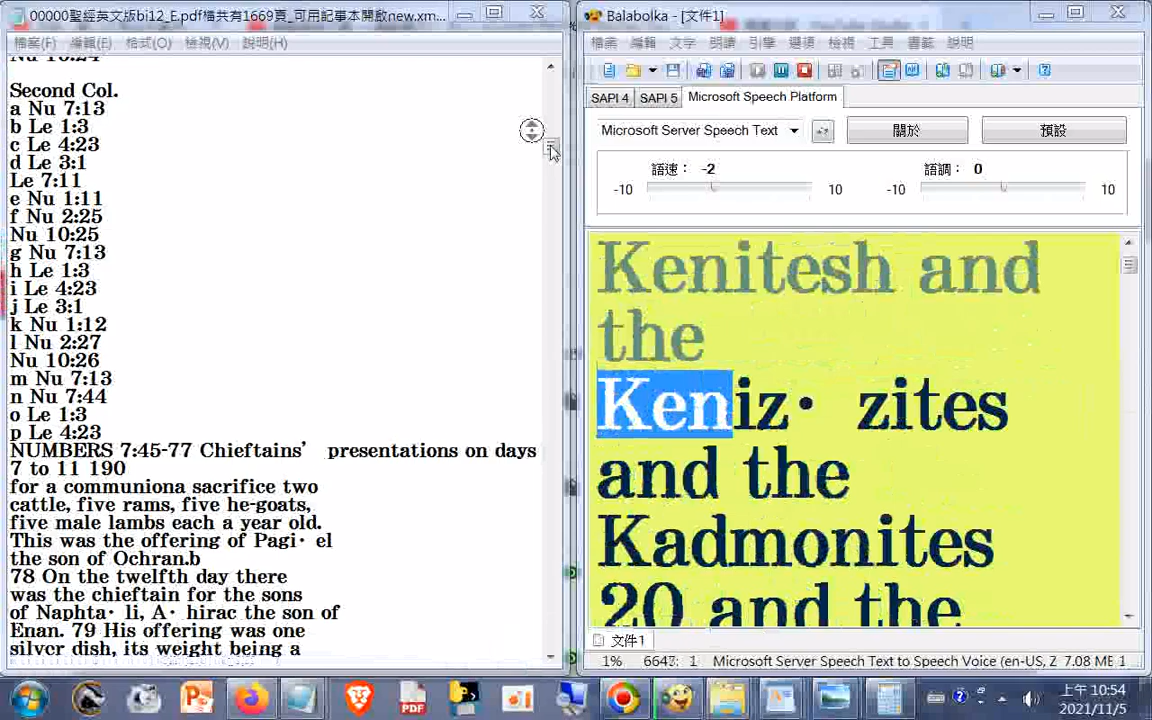 00000聖經英文版bi12_E.pdf檔共有1669頁_可用記事本開啟new.xm...
檔案(F) 編輯(E) 格式(O) 檢視(V) 說明(H)
Nu 10:24
Second Col.
a Nu 7:13
b Le 1:3
c Le 4:23
d Le 3:1
Le 7:11
e Nu 1:11
f Nu 2:25
Nu 10:25
g Nu 7:13
h Le 1:3
i Le 4:23
j Le 3:1
k Nu 1:12
l Nu 2:27
Nu 10:26
m Nu 7:13
n Nu 7:44
o Le 1:3
p Le 4:23
NUMBERS 7:45-77 Chieftains’ presentations on days
7 to 11 190
for a communiona sacrifice two
cattle, five rams, five he-goats,
five male lambs each a year old.
This was the offering of Pagi· el
the son of Ochran.b
78 On the twelfth day there
was the chieftain for the sons
of Naphta· li, A· hirac the son of
Enan. 79 His offering was one
silver dish, its weight being a
Balabolka - [文件1]
檔案 編輯 文字 朗讀 引擎 選項 檢視 工具 書籤 說明
SAPI 4 SAPI 5 Microsoft Speech Platform
Microsoft Server Speech Text 關於 預設
語速： -2 語調： 0
-10 10 -10 10
Kenitesh and
the
Keniz· zites
and the
Kadmonites
20 and the
文件1
1% 6647: 1 Microsoft Server Speech Text to Speech Voice (en-US, Z 7.08 ME 1
PDF
上午 10:54
2021/11/5